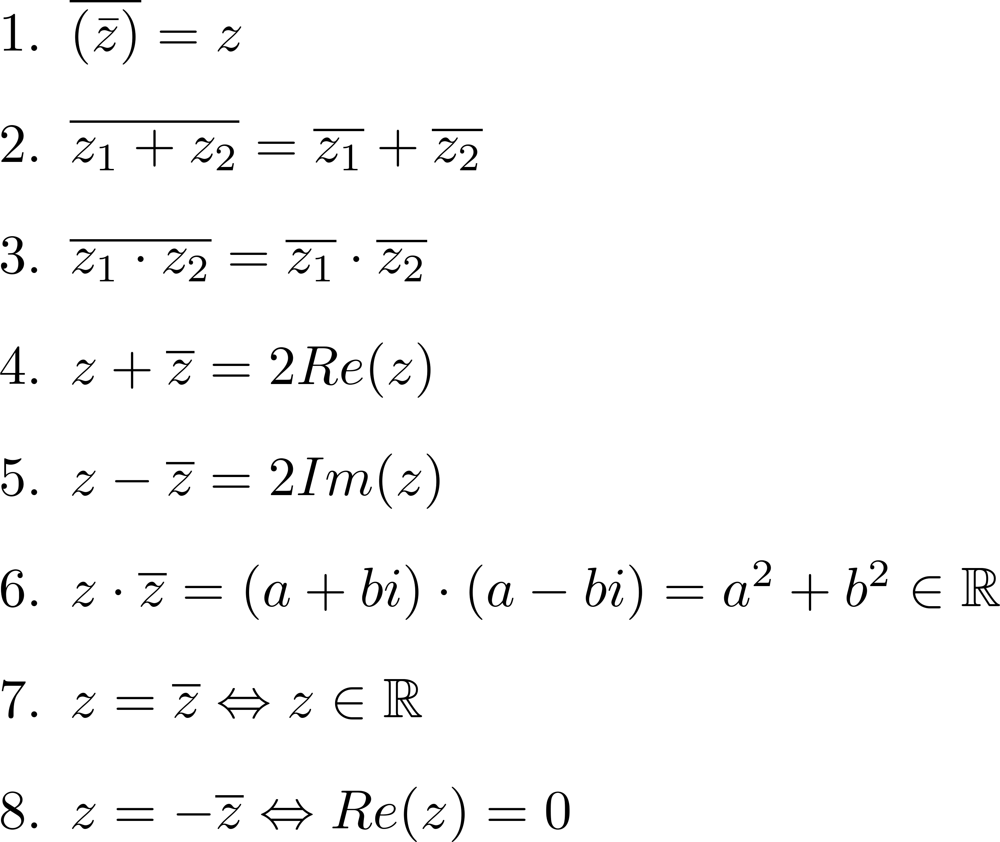 1. $\overline{(\overline{z})} = z$
2. $\overline{z_1 + z_2} = \overline{z_1} + \overline{z_2}$
3. $\overline{z_1 \cdot z_2} = \overline{z_1} \cdot \overline{z_2}$
4. $z + \overline{z} = 2Re(z)$
5. $z - \overline{z} = 2Im(z)$
6. $z \cdot \overline{z} = (a + bi) \cdot (a - bi) = a^2 + b^2 \in \mathbb{R}$
7. $z = \overline{z} \Leftrightarrow z \in \mathbb{R}$
8. $z = -\overline{z} \Leftrightarrow Re(z) = 0$